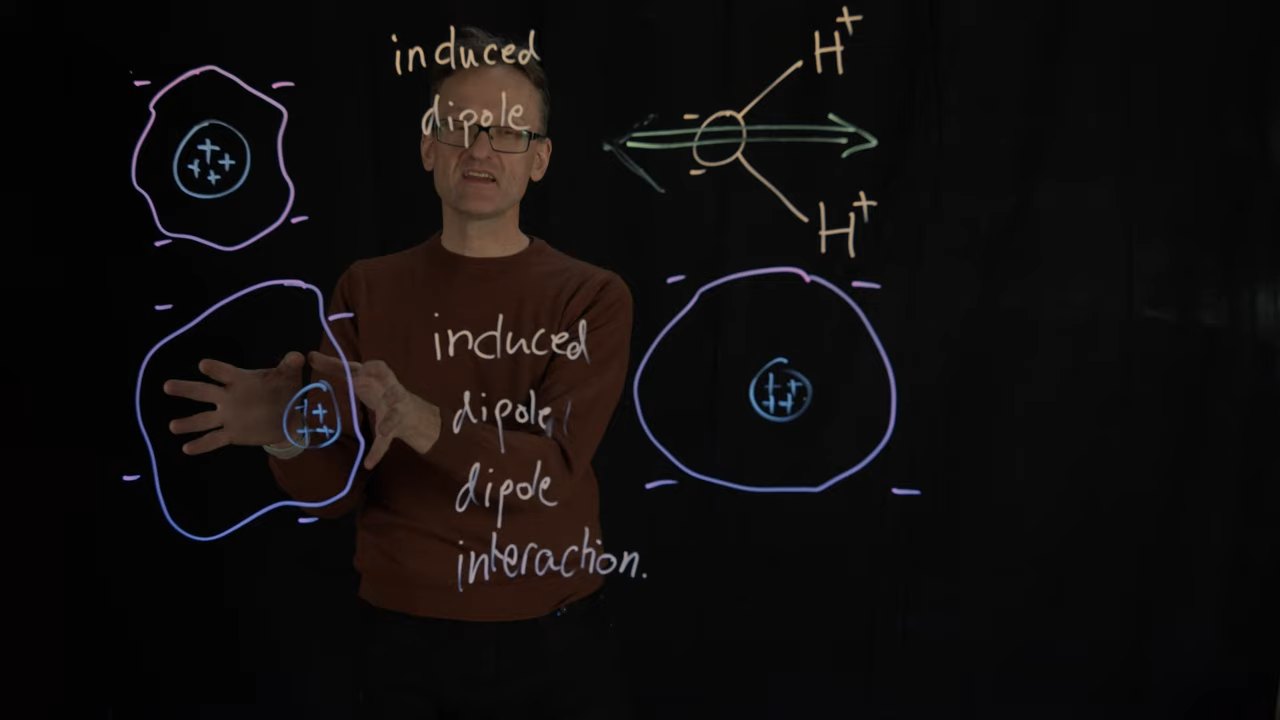 induced
dipole
H+
H+
- -
- -
++++
- -
induced
dipole/
dipole
interaction.
- -
- -
++++
- -
- -
++++
- -